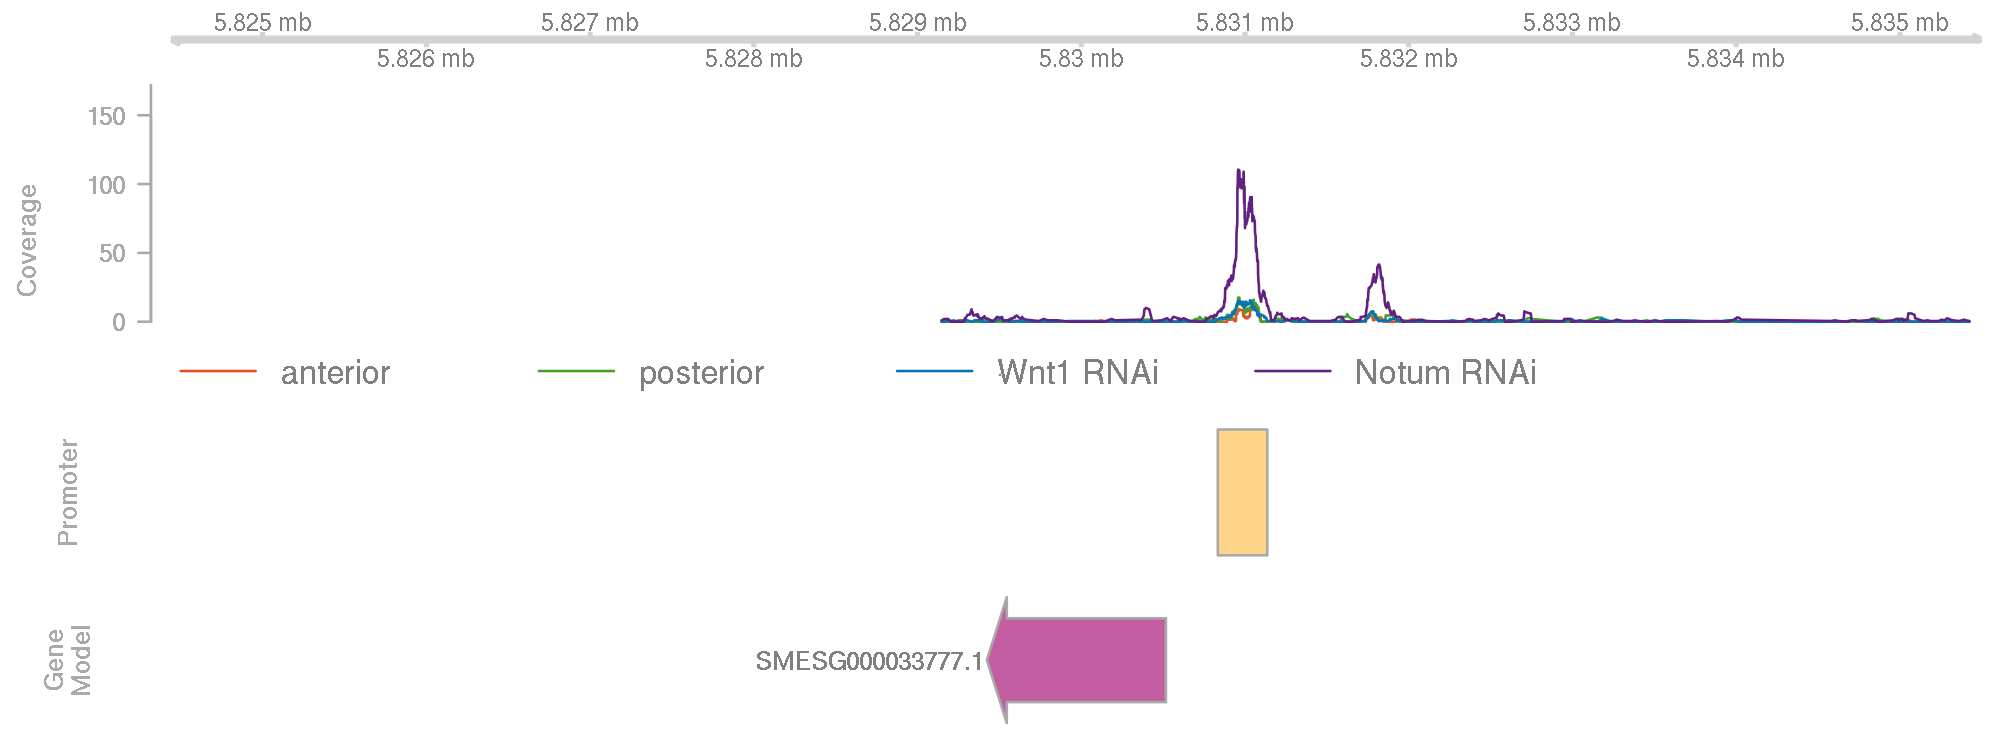 5.825 mb 5.827 mb 5.829 mb 5.831 mb 5.833 mb 5.835 mb
5.826 mb 5.828 mb 5.83 mb 5.832 mb 5.834 mb
Coverage
150
100
50
0
anterior posterior Wnt1 RNAi Notum RNAi
Promoter
Gene
Model
SMESG000033777.1